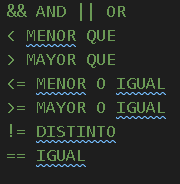 && AND || OR
< MENOR QUE
> MAYOR QUE
<= MENOR O IGUAL
>= MAYOR O IGUAL
!= DISTINTO
== IGUAL